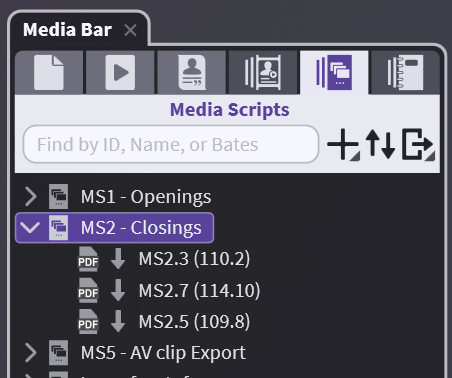 Media Bar
Media Scripts
Find by ID, Name, or Bates
MS1 - Openings
MS2 - Closings
PDF MS2.3 (110.2)
PDF MS2.7 (114.10)
PDF MS2.5 (109.8)
MS5 - AV clip Export